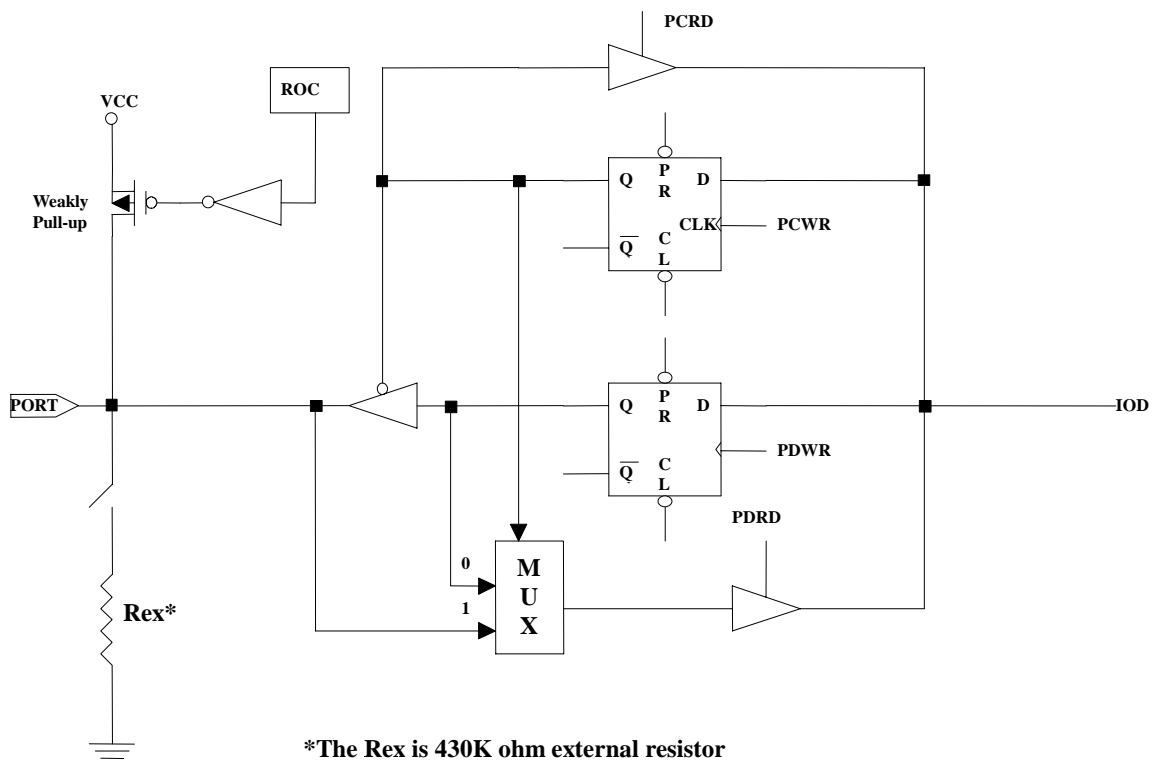 PCRD
ROC
VCC
Weakly
Pull-up
Q
P
R
D
CLK
PCWR
Q
C
L
PORT
Q
P
R
D
IOD
PDWR
Q
C
L
PDRD
0
1
M
U
X
Rex*
*The Rex is 430K ohm external resistor